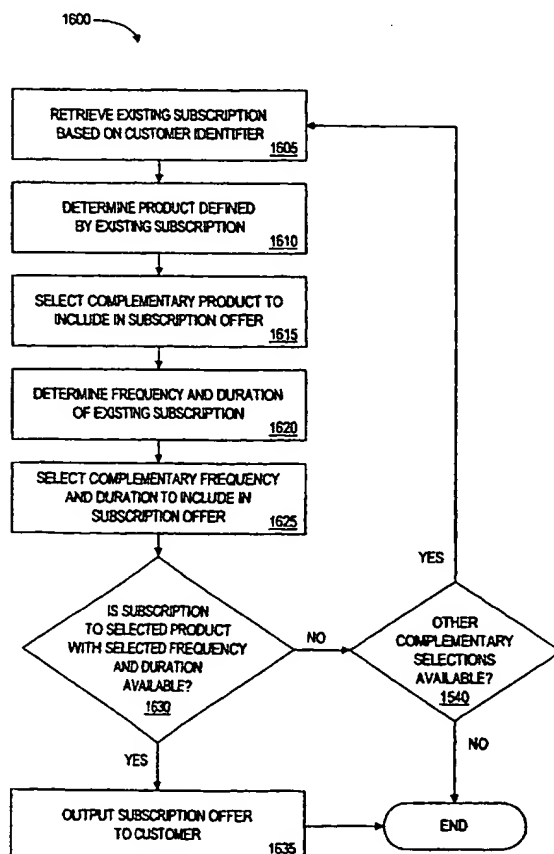 1600
RETRIEVE EXISTING SUBSCRIPTION
BASED ON CUSTOMER IDENTIFIER
1605
DETERMINE PRODUCT DEFINED
BY EXISTING SUBSCRIPTION
1610
SELECT COMPLEMENTARY PRODUCT TO
INCLUDE IN SUBSCRIPTION OFFER
1615
DETERMINE FREQUENCY AND DURATION
OF EXISTING SUBSCRIPTION
1620
SELECT COMPLEMENTARY FREQUENCY
AND DURATION TO INCLUDE IN
SUBSCRIPTION OFFER
1625
IS SUBSCRIPTION
TO SELECTED PRODUCT
WITH SELECTED FREQUENCY
AND DURATION
AVAILABLE?
1630
NO
YES
OTHER
COMPLEMENTARY
SELECTIONS
AVAILABLE?
1540
NO
YES
OUTPUT SUBSCRIPTION OFFER
TO CUSTOMER
1635
END